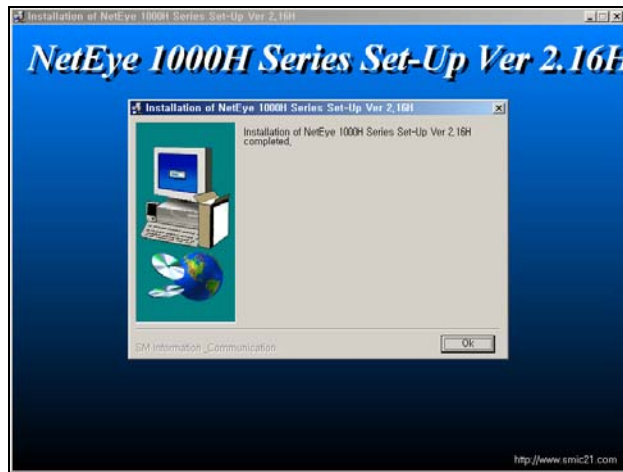 Installation of NetEye 1000H Series Set-Up Ver 2,16H
NetEye 1000H Series Set-Up Ver 2.16H
Installation of NetEye 1000H Series Set-Up Ver 2,16H
Installation of NetEye 1000H Series Set-Up Ver 2,16H
completed,
SM Information_Communication
Ok
http://www.smic21.com